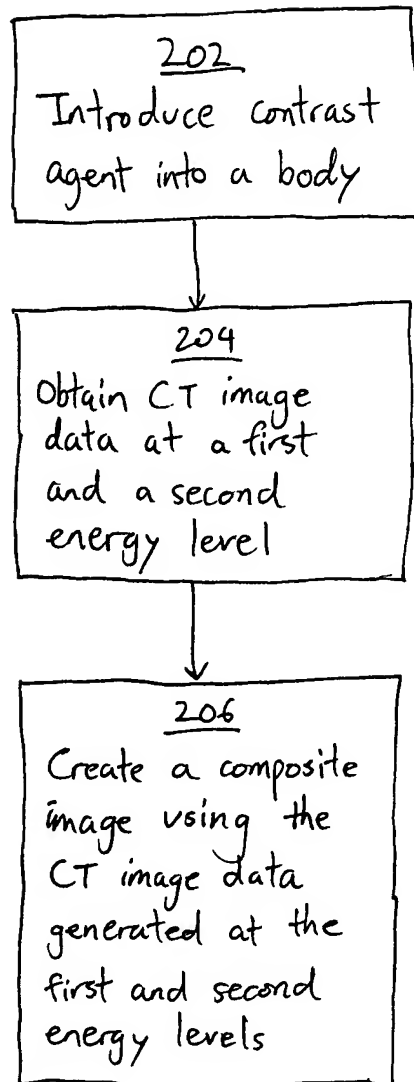 202
Introduce contrast
agent into a body
204
Obtain CT image
data at a first
and a second
energy level
206
Create a composite
image using the
CT image data
generated at the
first and second
energy levels